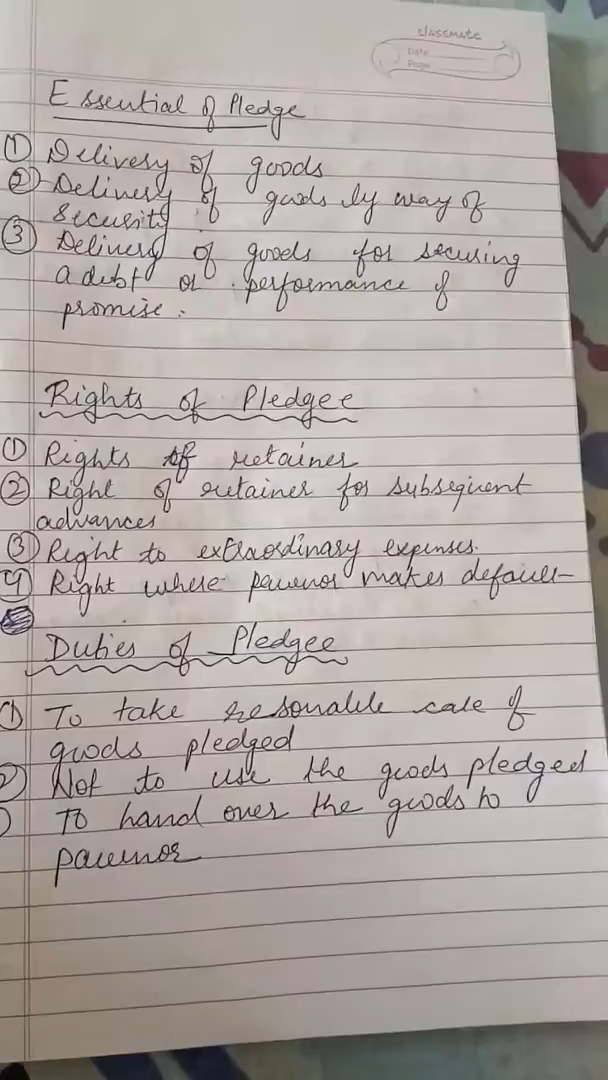 classmate
Date
Page
Essential of Pledge
① Delivery of goods
② Delivery of goods by way of
security.
③ Delivery of goods for securing
a debt or performance of
promise.
Rights of Pledgee
① Rights of retainer
② Right of retainer for subsequent
advances
③ Right to extraordinary expenses.
④ Right where pawnor makes default
Duties of Pledgee
① To take resonable care of
goods pledged
② Not to use the goods pledged
To hand over the goods to
pawnor